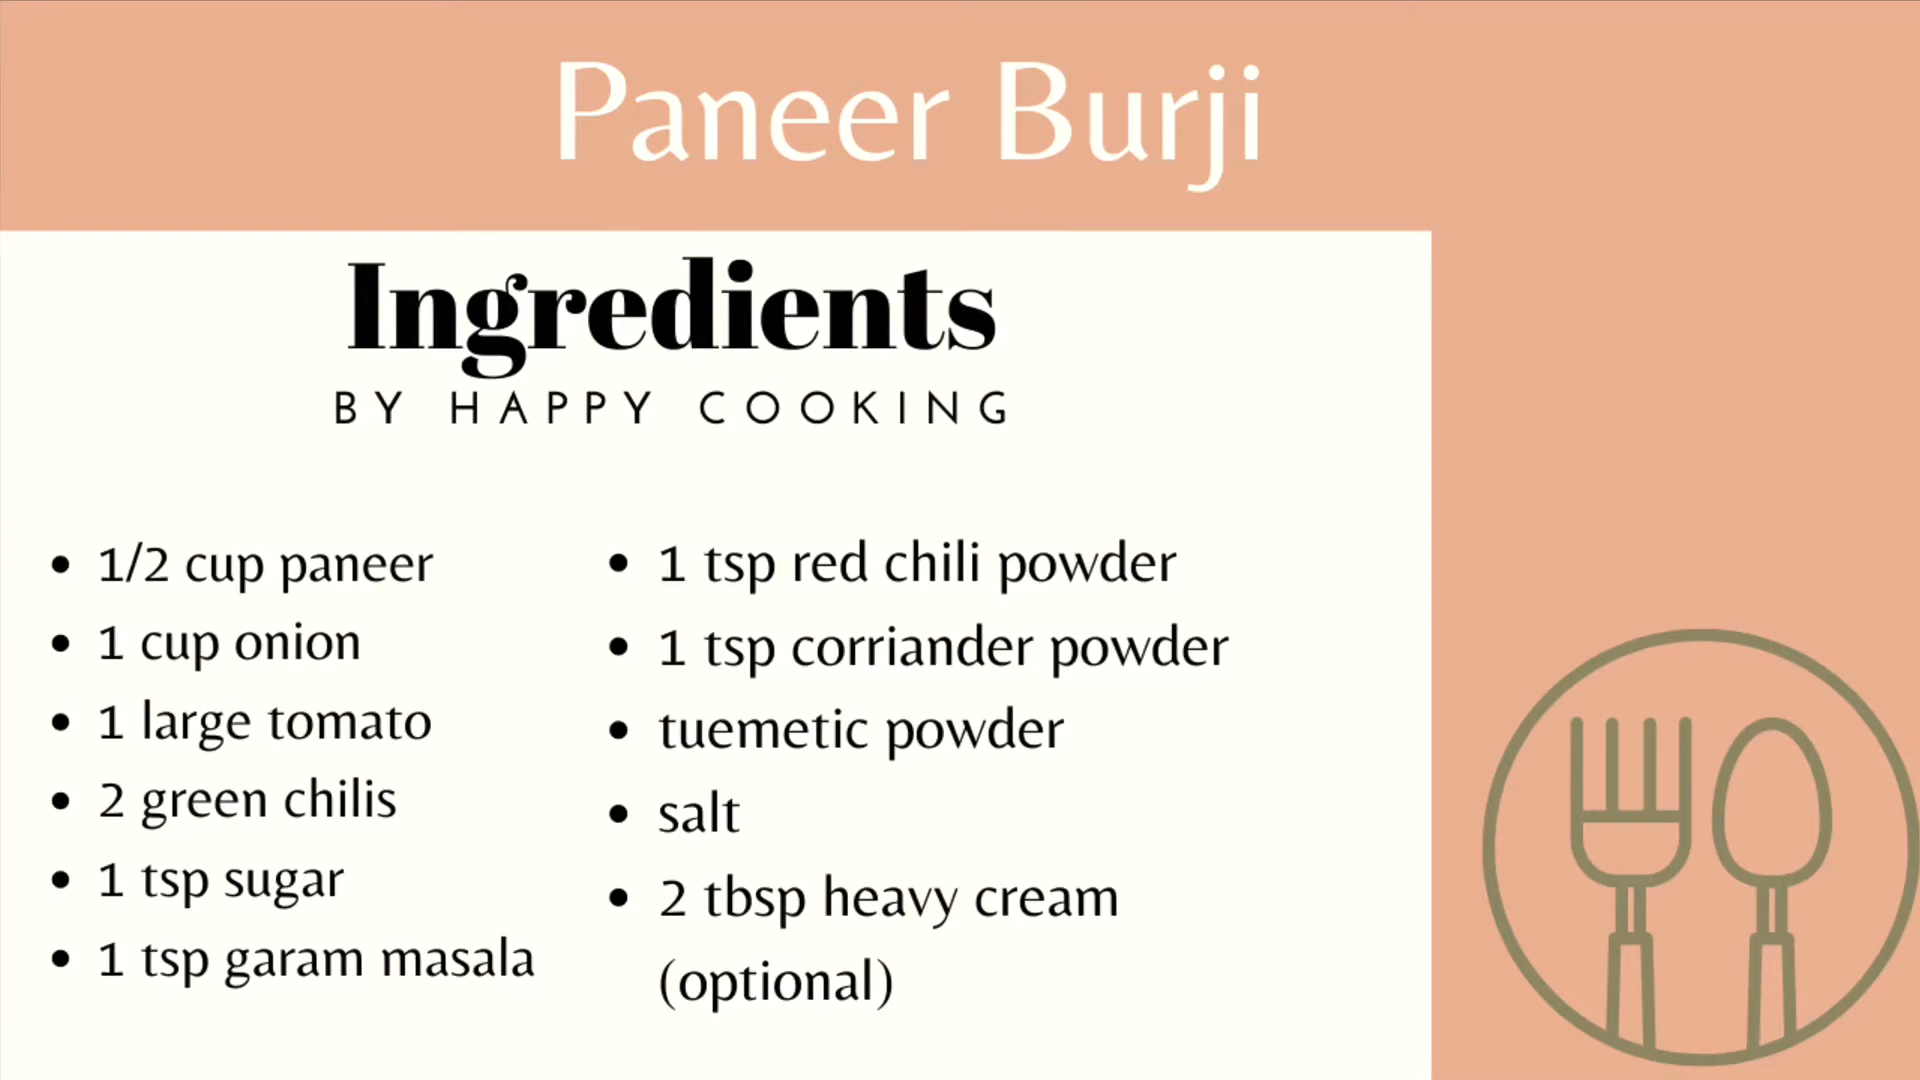 Paneer Burji
Ingredients
BY HAPPY COOKING
• 1/2 cup paneer
• 1 cup onion
• 1 large tomato
• 2 green chilis
• 1 tsp sugar
• 1 tsp garam masala
• 1 tsp red chili powder
• 1 tsp corriander powder
• tuemetic powder
• salt
• 2 tbsp heavy cream
(optional)